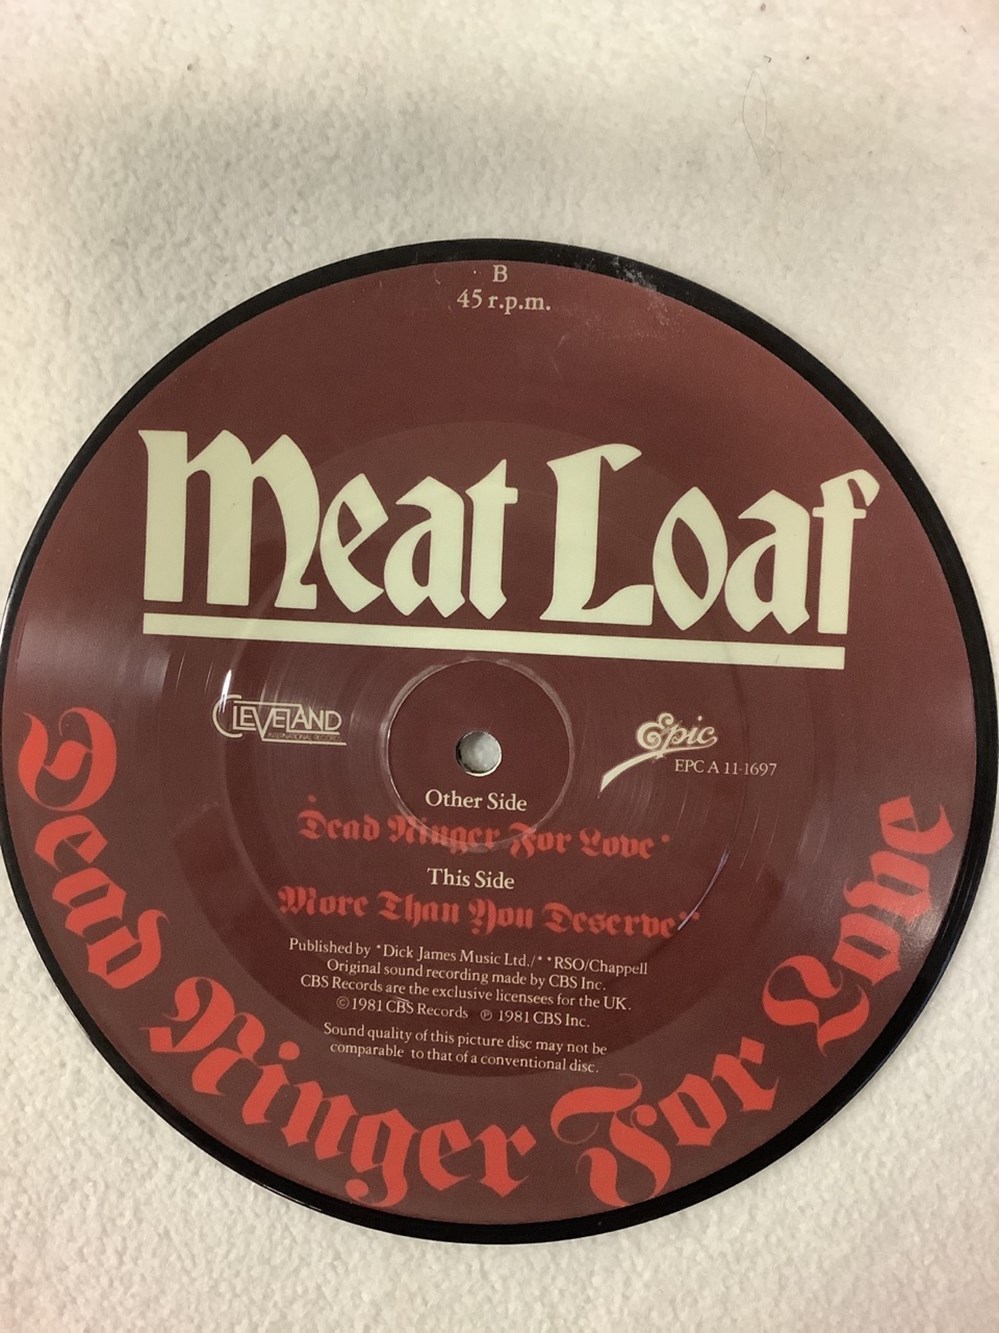 B
45 r.p.m.
Meat Loaf
CLEVELAND
INTERNATIONAL RECORDS
Epic
EPC A 11-1697
Other Side
Dead Ringer For Love*
This Side
More Than You Deserve**
Published by *Dick James Music Ltd./**RSO/Chappell
Original sound recording made by CBS Inc.
CBS Records are the exclusive licensees for the UK.
©1981 CBS Records ℗ 1981 CBS Inc.
Sound quality of this picture disc may not be
comparable to that of a conventional disc.
Dead Ringer For Love